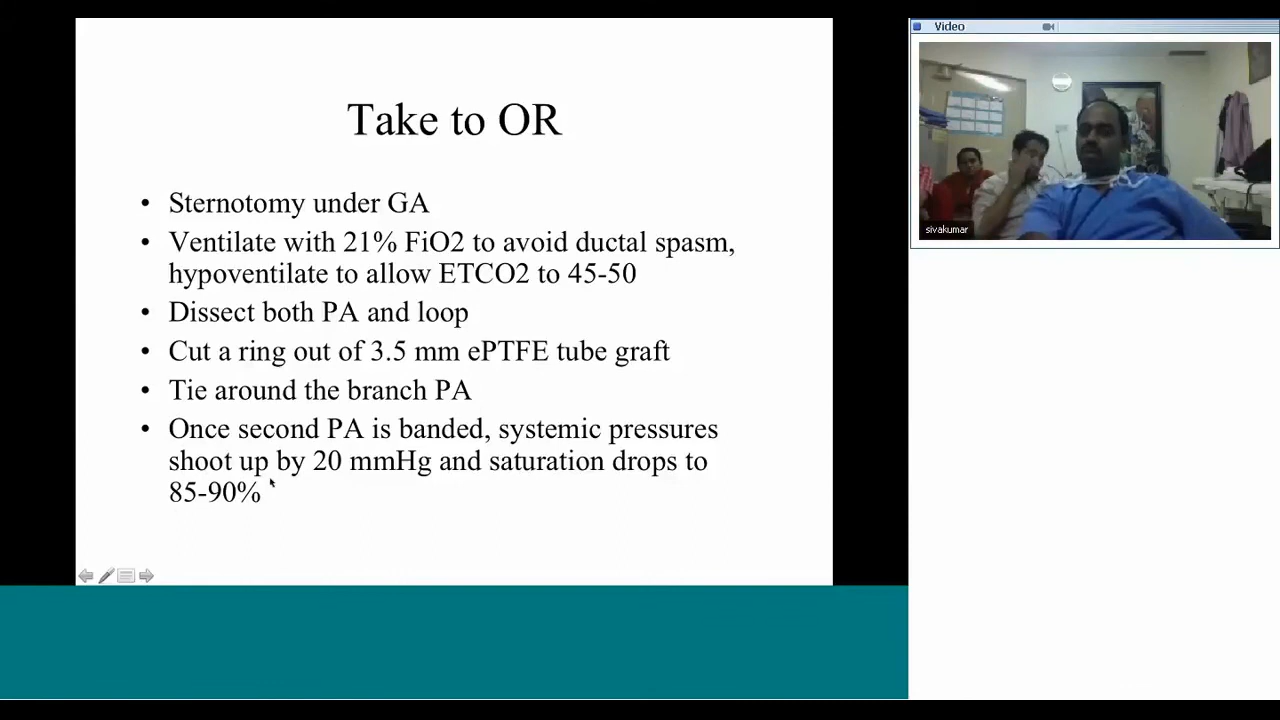 Take to OR
• Sternotomy under GA
• Ventilate with 21% FiO2 to avoid ductal spasm,
hypoventilate to allow ETCO2 to 45-50
• Dissect both PA and loop
• Cut a ring out of 3.5 mm ePTFE tube graft
• Tie around the branch PA
• Once second PA is banded, systemic pressures
shoot up by 20 mmHg and saturation drops to
85-90%
Video
sivakumar